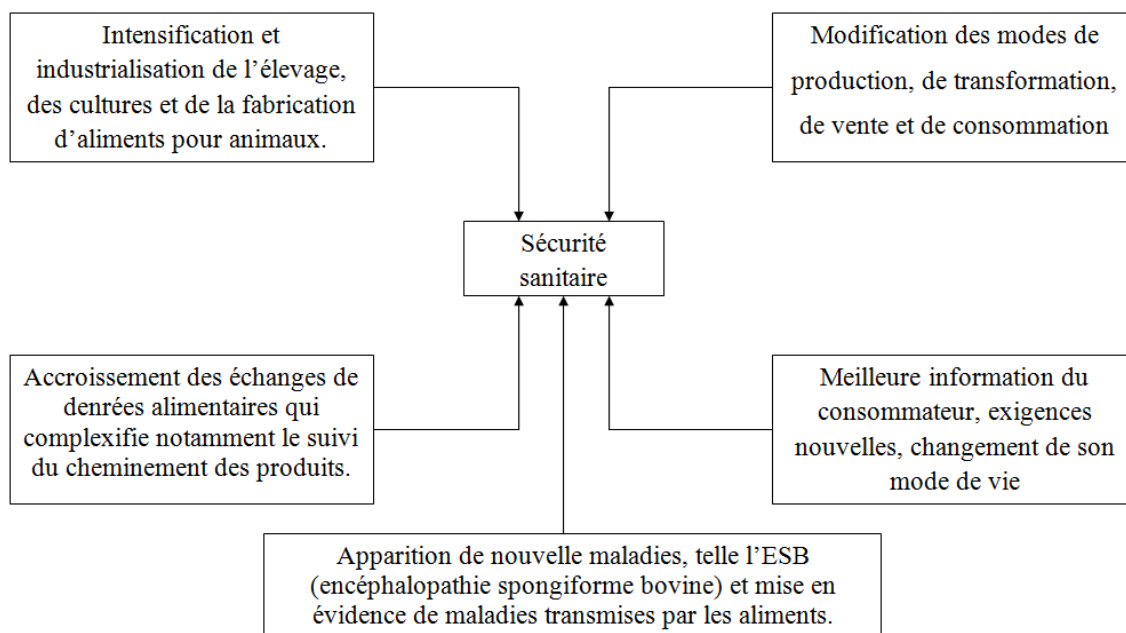 Intensification et
industrialisation de l’élevage,
des cultures et de la fabrication
d’aliments pour animaux.
Modification des modes de
production, de transformation,
de vente et de consommation
Sécurité
sanitaire
Accroissement des échanges de
denrées alimentaires qui
complexifie notamment le suivi
du cheminement des produits.
Meilleure information du
consommateur, exigences
nouvelles, changement de son
mode de vie
Apparition de nouvelle maladies, telle l’ESB
(encéphalopathie spongiforme bovine) et mise en
évidence de maladies transmises par les aliments.